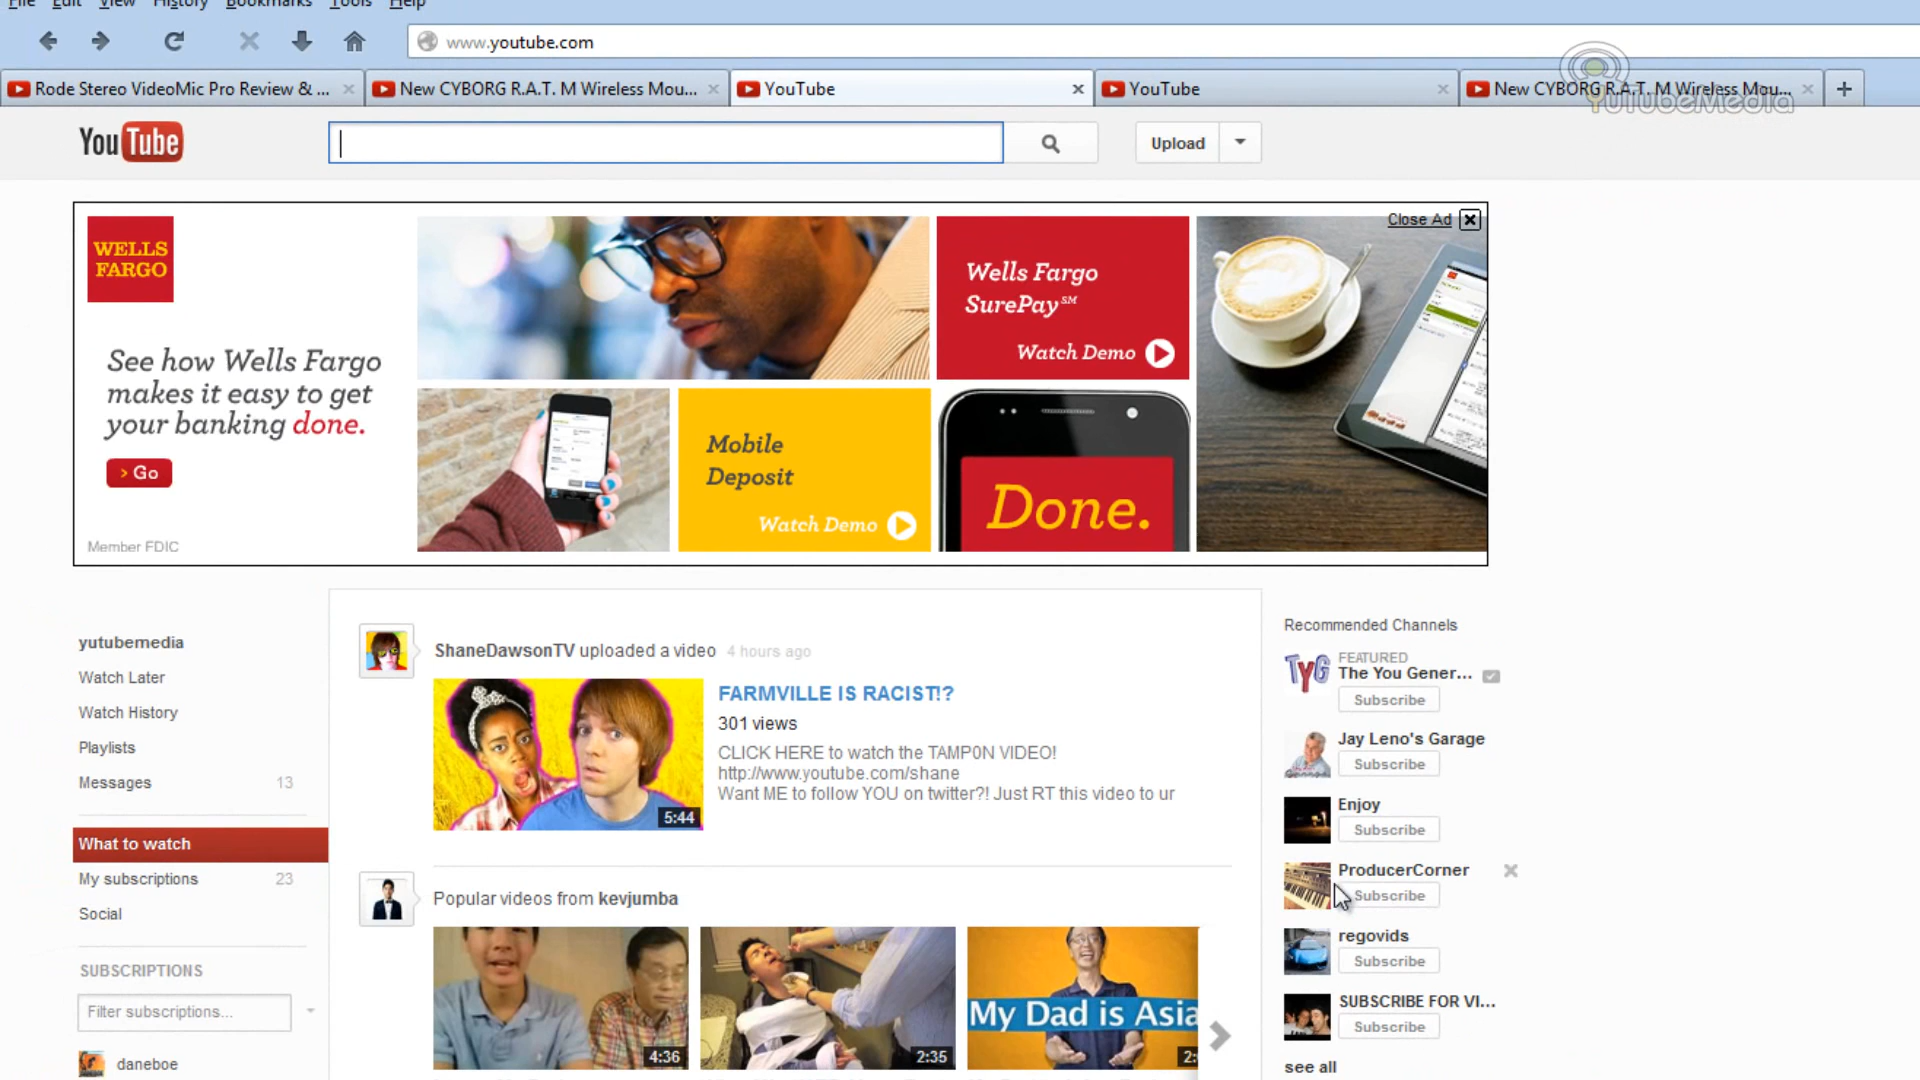 File Edit View History Bookmarks Tools Help
www.youtube.com
Rode Stereo VideoMic Pro Review & ...
New CYBORG R.A.T. M Wireless Mou...
YouTube
YouTube
New CYBORG R.A.T. M Wireless Mou...
YuTubeMedia
YouTube
Upload
Close Ad
WELLS
FARGO
See how Wells Fargo
makes it easy to get
your banking done.
› Go
Member FDIC
Wells Fargo
SurePay℠
Watch Demo
Mobile
Deposit
Watch Demo
Done.
yutubemedia
Watch Later
Watch History
Playlists
Messages 13
What to watch
My subscriptions 23
Social
SUBSCRIPTIONS
Filter subscriptions...
daneboe
ShaneDawsonTV uploaded a video 4 hours ago
5:44
FARMVILLE IS RACIST!?
301 views
CLICK HERE to watch the TAMP0N VIDEO!
http://www.youtube.com/shane
Want ME to follow YOU on twitter?! Just RT this video to ur
Popular videos from kevjumba
4:36
2:35
My Dad is Asia
Recommended Channels
FEATURED
The You Gener...
Subscribe
Jay Leno's Garage
Subscribe
Enjoy
Subscribe
ProducerCorner
Subscribe
regovids
Subscribe
SUBSCRIBE FOR VI...
Subscribe
see all